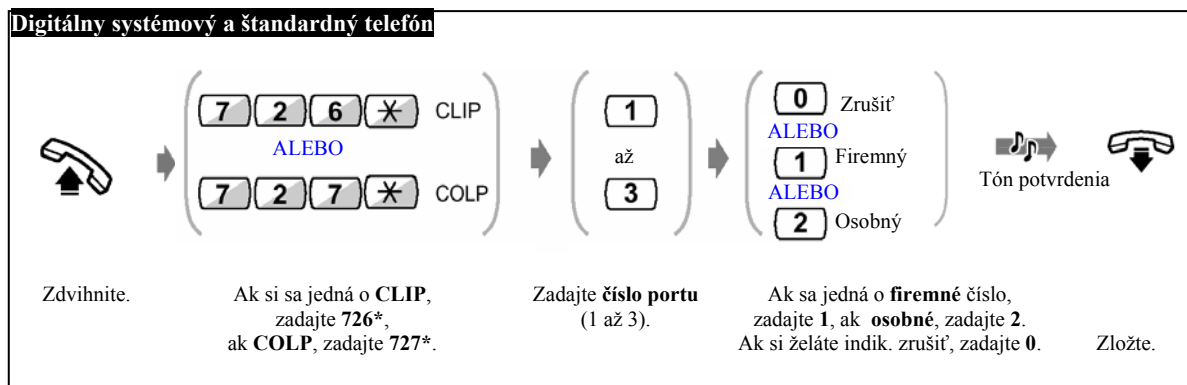 Digitálny systémový a štandardný telefón
7 2 6 * CLIP
ALEBO
7 2 7 * COLP
1
až
3
0 Zrušiť
ALEBO
1 Firemný
ALEBO
2 Osobný
Tón potvrdenia
Zdvihnite.
Ak si sa jedná o CLIP,
zadajte 726*,
ak COLP, zadajte 727*.
Zadajte číslo portu
(1 až 3).
Ak sa jedná o firemné číslo,
zadajte 1, ak osobné, zadajte 2.
Ak si želáte indik. zrušiť, zadajte 0.
Zložte.